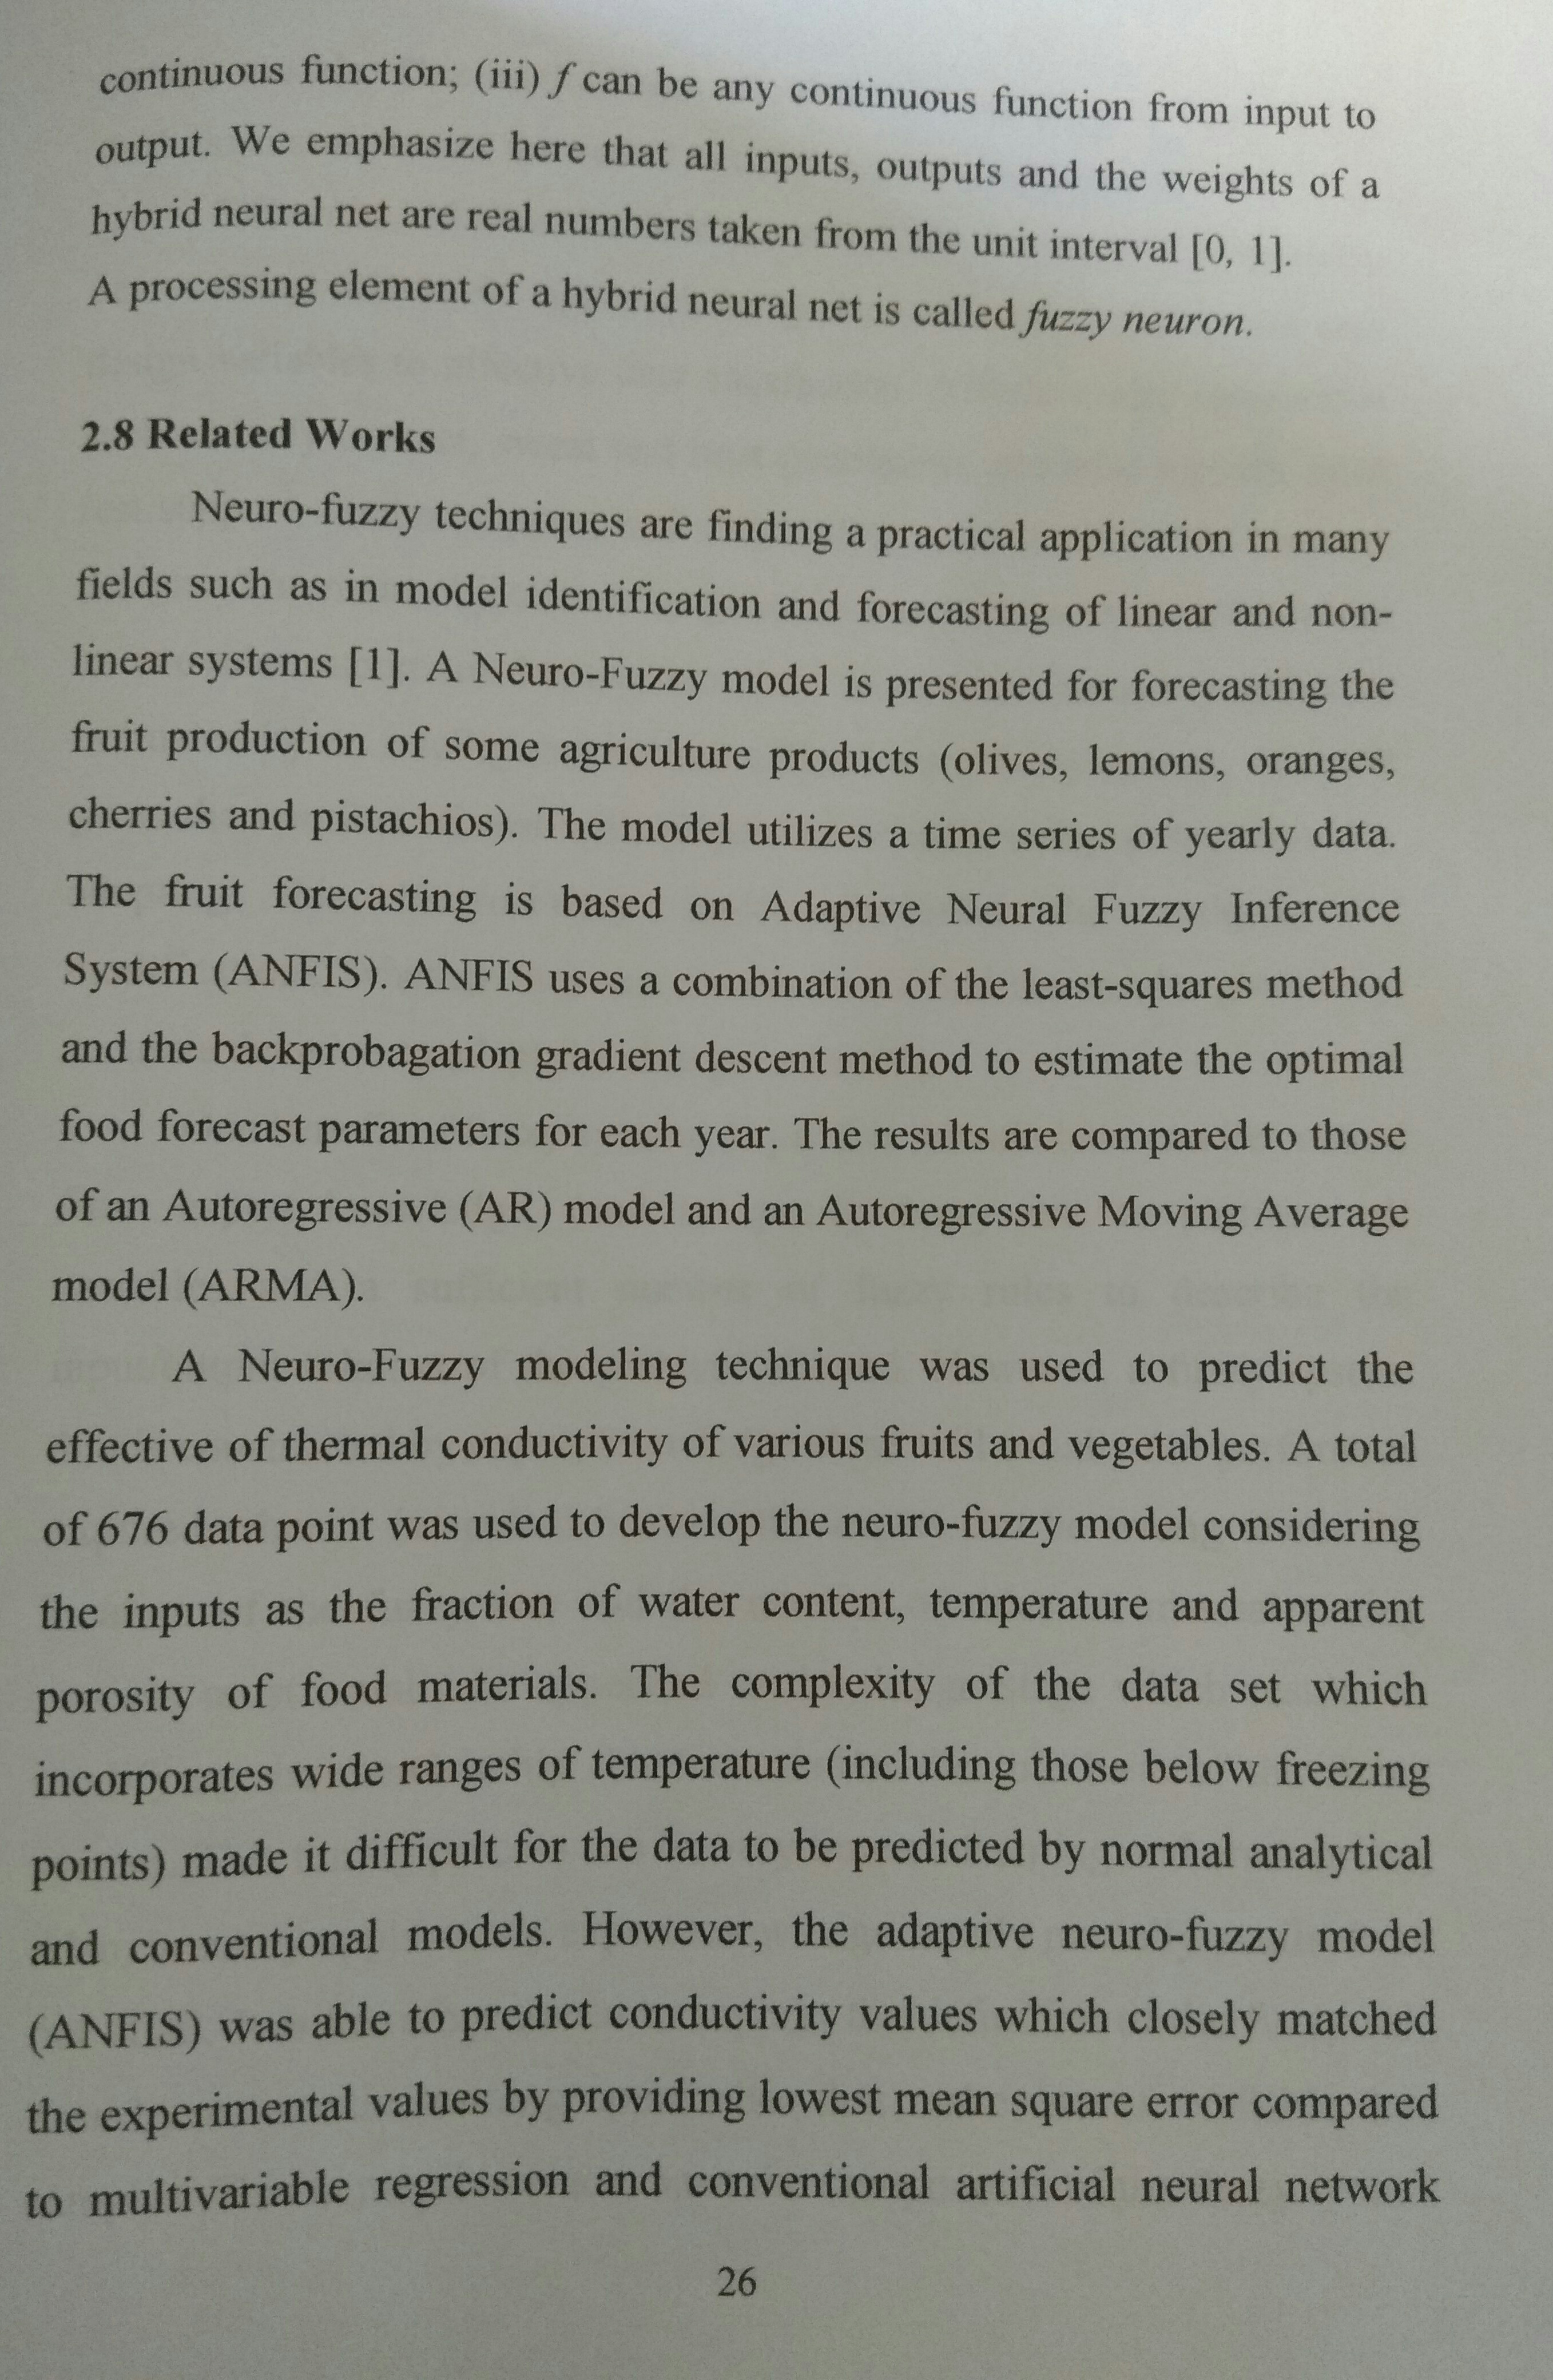 continuous function; (iii) f can be any continuous function from input to
output. We emphasize here that all inputs, outputs and the weights of a
hybrid neural net are real numbers taken from the unit interval [0, 1].
A processing element of a hybrid neural net is called fuzzy neuron.
2.8 Related Works
Neuro-fuzzy techniques are finding a practical application in many
fields such as in model identification and forecasting of linear and non-
linear systems [1]. A Neuro-Fuzzy model is presented for forecasting the
fruit production of some agriculture products (olives, lemons, oranges,
cherries and pistachios). The model utilizes a time series of yearly data.
The fruit forecasting is based on Adaptive Neural Fuzzy Inference
System (ANFIS). ANFIS uses a combination of the least-squares method
and the backprobagation gradient descent method to estimate the optimal
food forecast parameters for each year. The results are compared to those
of an Autoregressive (AR) model and an Autoregressive Moving Average
model (ARMA).
A Neuro-Fuzzy modeling technique was used to predict the
effective of thermal conductivity of various fruits and vegetables. A total
of 676 data point was used to develop the neuro-fuzzy model considering
the inputs as the fraction of water content, temperature and apparent
porosity of food materials. The complexity of the data set which
incorporates wide ranges of temperature (including those below freezing
points) made it difficult for the data to be predicted by normal analytical
and conventional models. However, the adaptive neuro-fuzzy model
(ANFIS) was able to predict conductivity values which closely matched
the experimental values by providing lowest mean square error compared
to multivariable regression and conventional artificial neural network
26